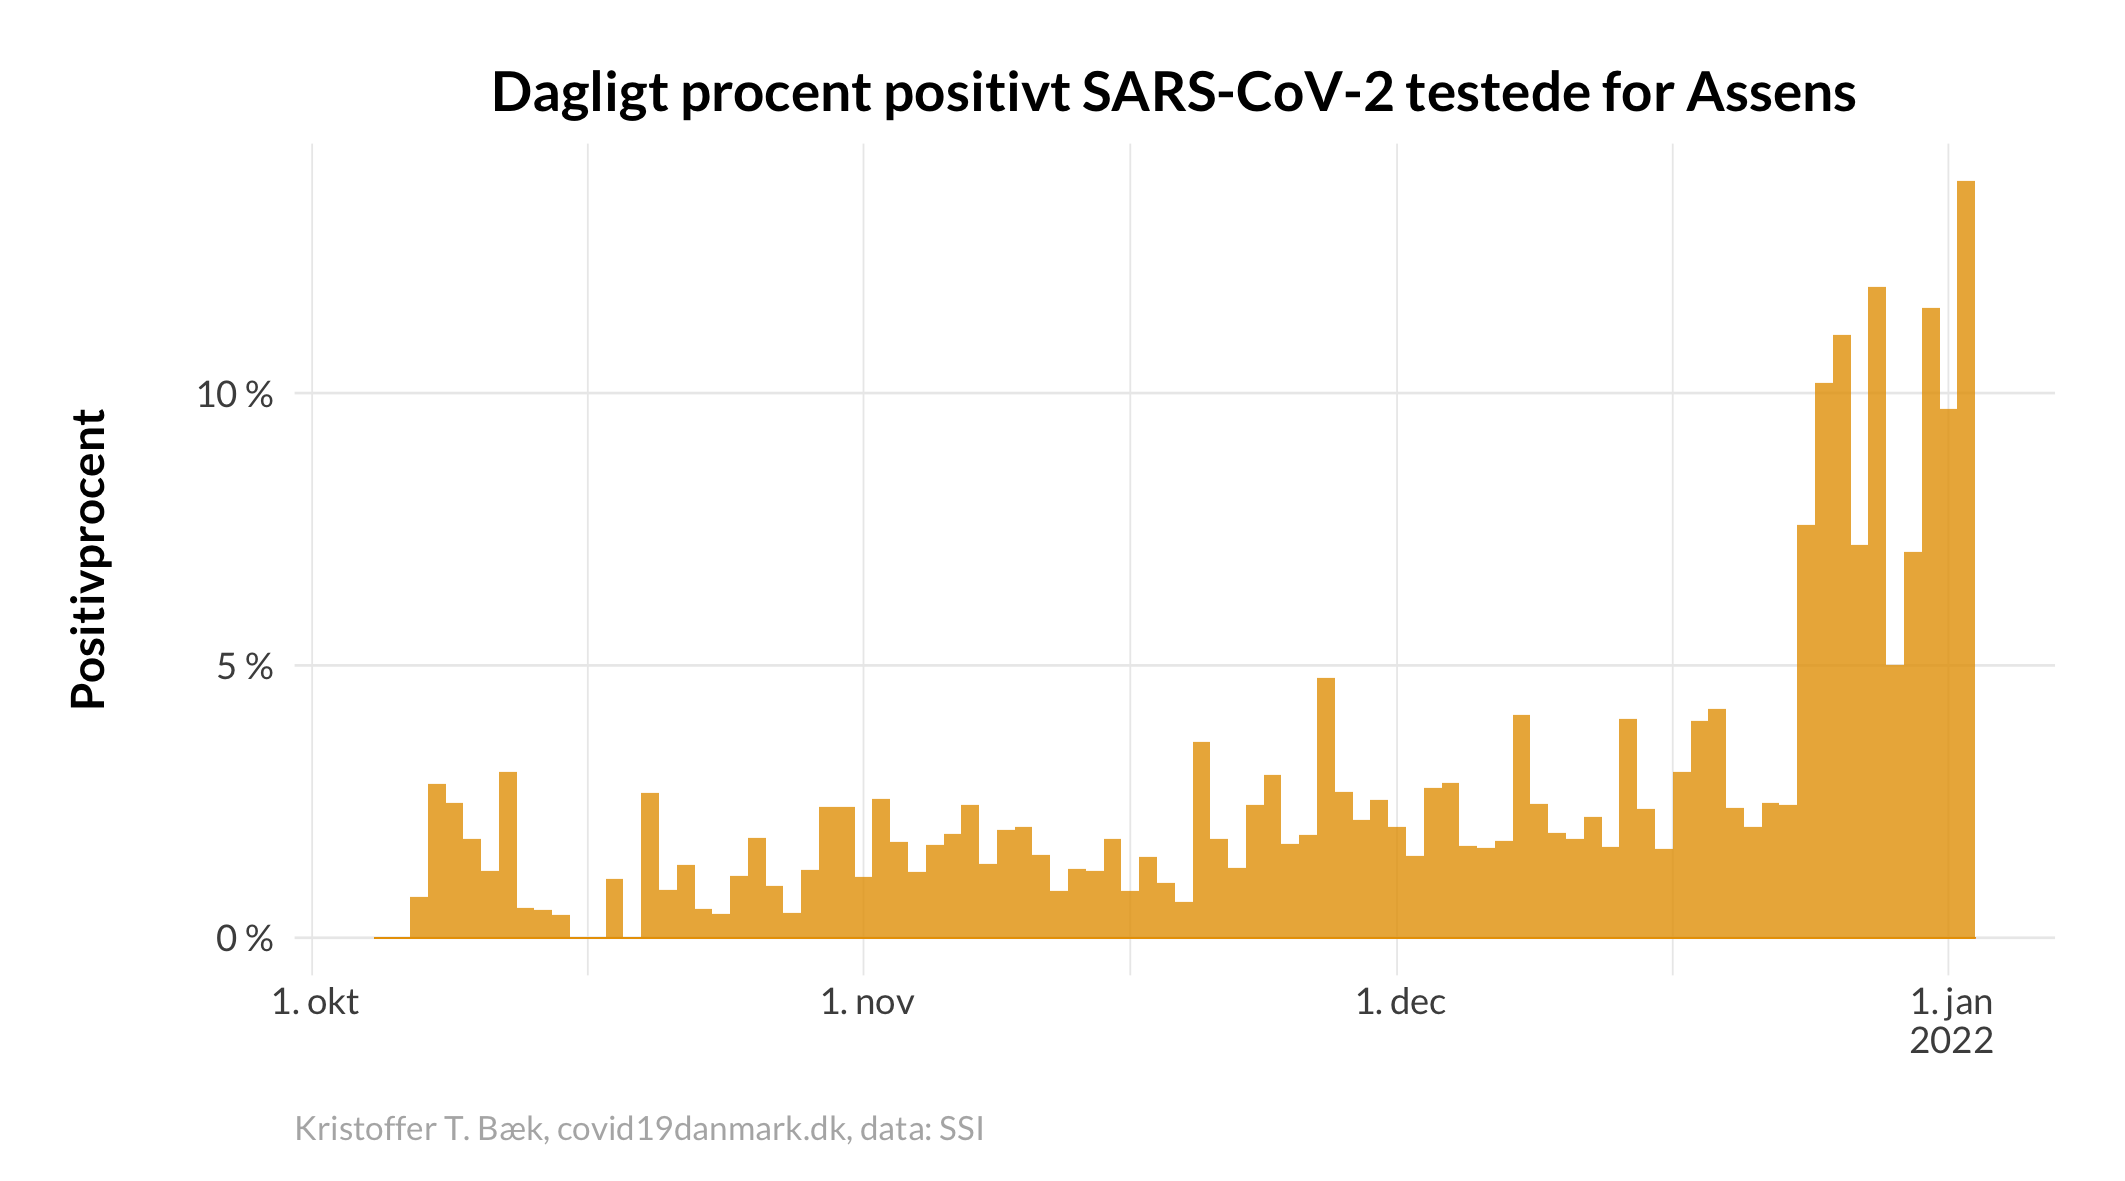 Dagligt procent positivt SARS-CoV-2 testede for Assens
Positivprocent
10 %
5 %
0 %
1. okt
1. nov
1. dec
1. jan
2022
Kristoffer T. Bæk, covid19danmark.dk, data: SSI